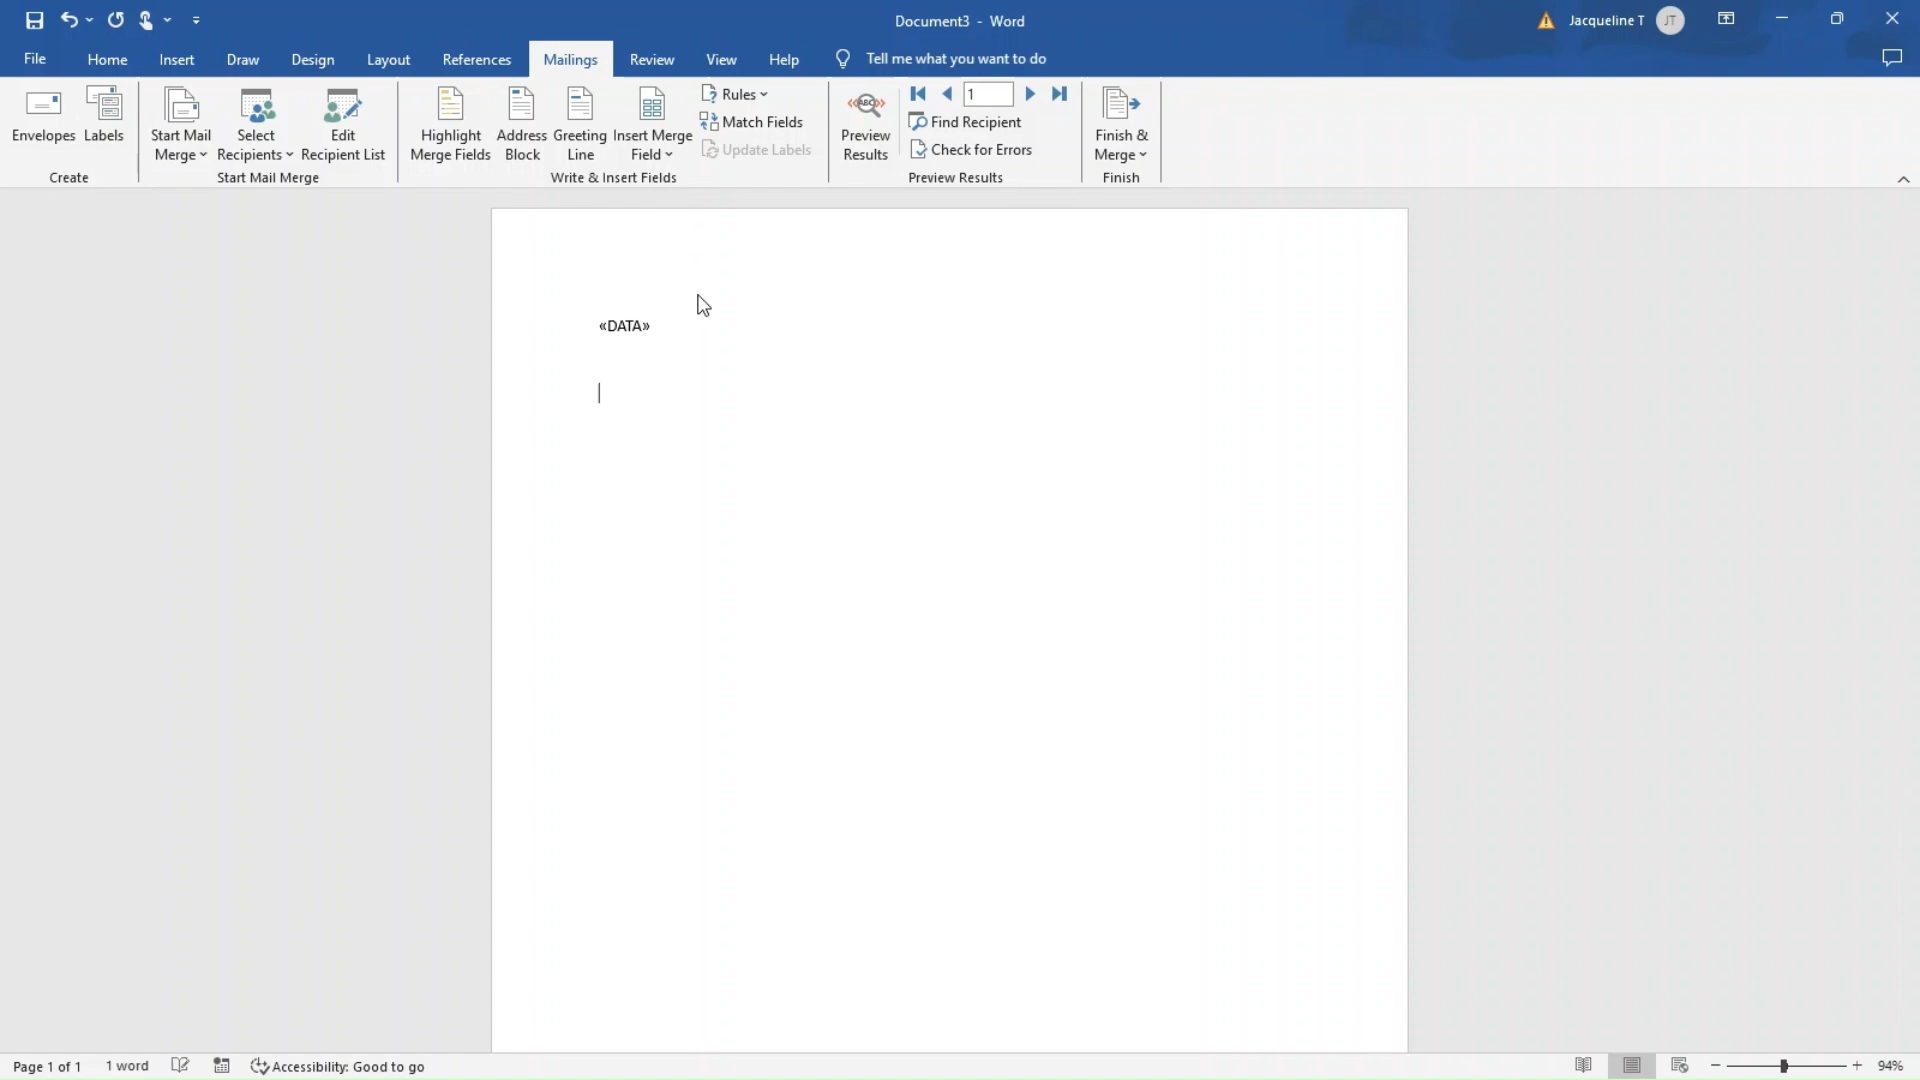 Document3 - Word
Jacqueline T JT
File Home Insert Draw Design Layout References Mailings Review View Help Tell me what you want to do
Envelopes
Labels
Create
Start Mail
Merge
Select
Recipients
Edit
Recipient List
Start Mail Merge
Highlight
Merge Fields
Address
Block
Greeting
Line
Insert Merge
Field
Rules
Match Fields
Update Labels
Write & Insert Fields
«ABC»
Preview
Results
1
Find Recipient
Check for Errors
Preview Results
Finish &
Merge
Finish
«DATA»
Page 1 of 1 1 word Accessibility: Good to go 94%